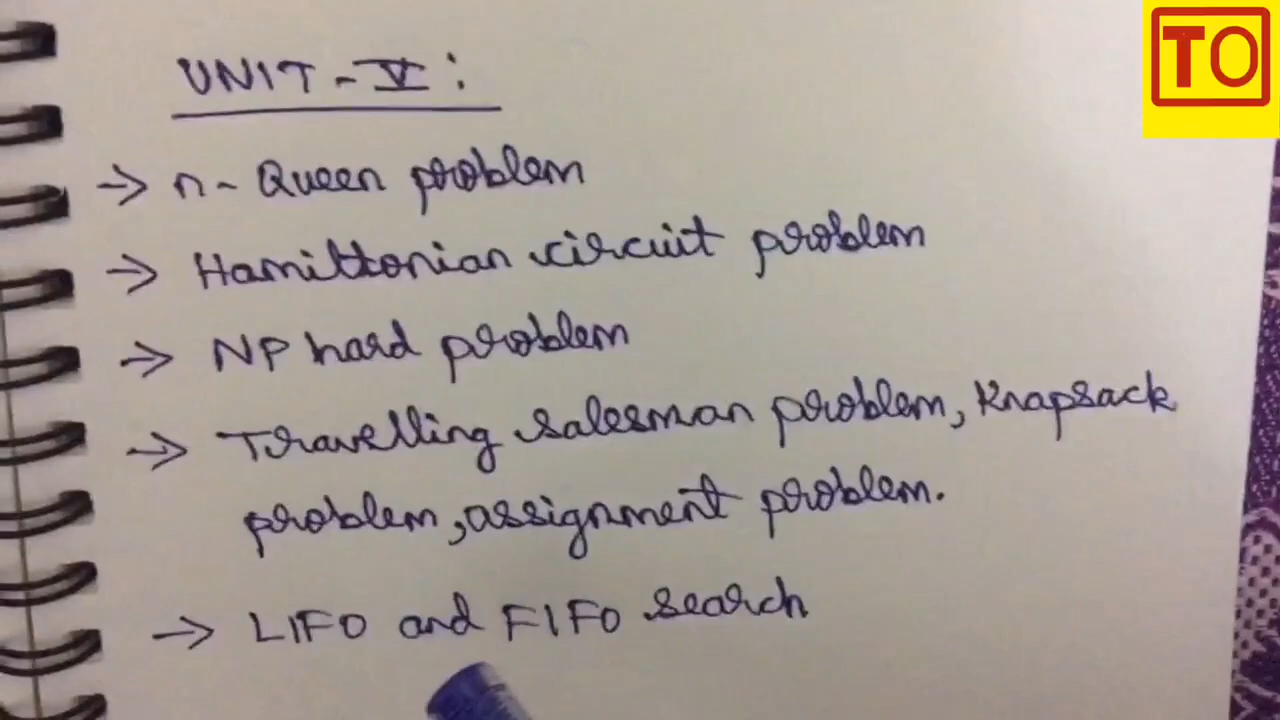 TO
UNIT - V :
→ n - Queen problem
→ Hamiltonian circuit problem
→ NP hard problem
→ Travelling salesman problem, Knapsack
problem, assignment problem.
→ LIFO and FIFO search